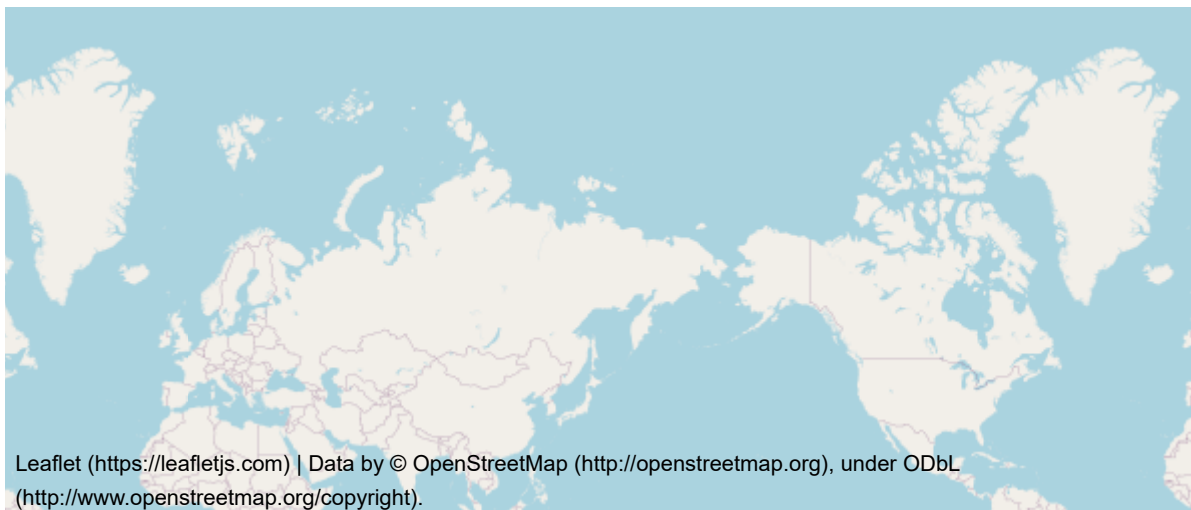 Leaflet (https://leafletjs.com) | Data by © OpenStreetMap (http://openstreetmap.org), under ODbL
(http://www.openstreetmap.org/copyright).